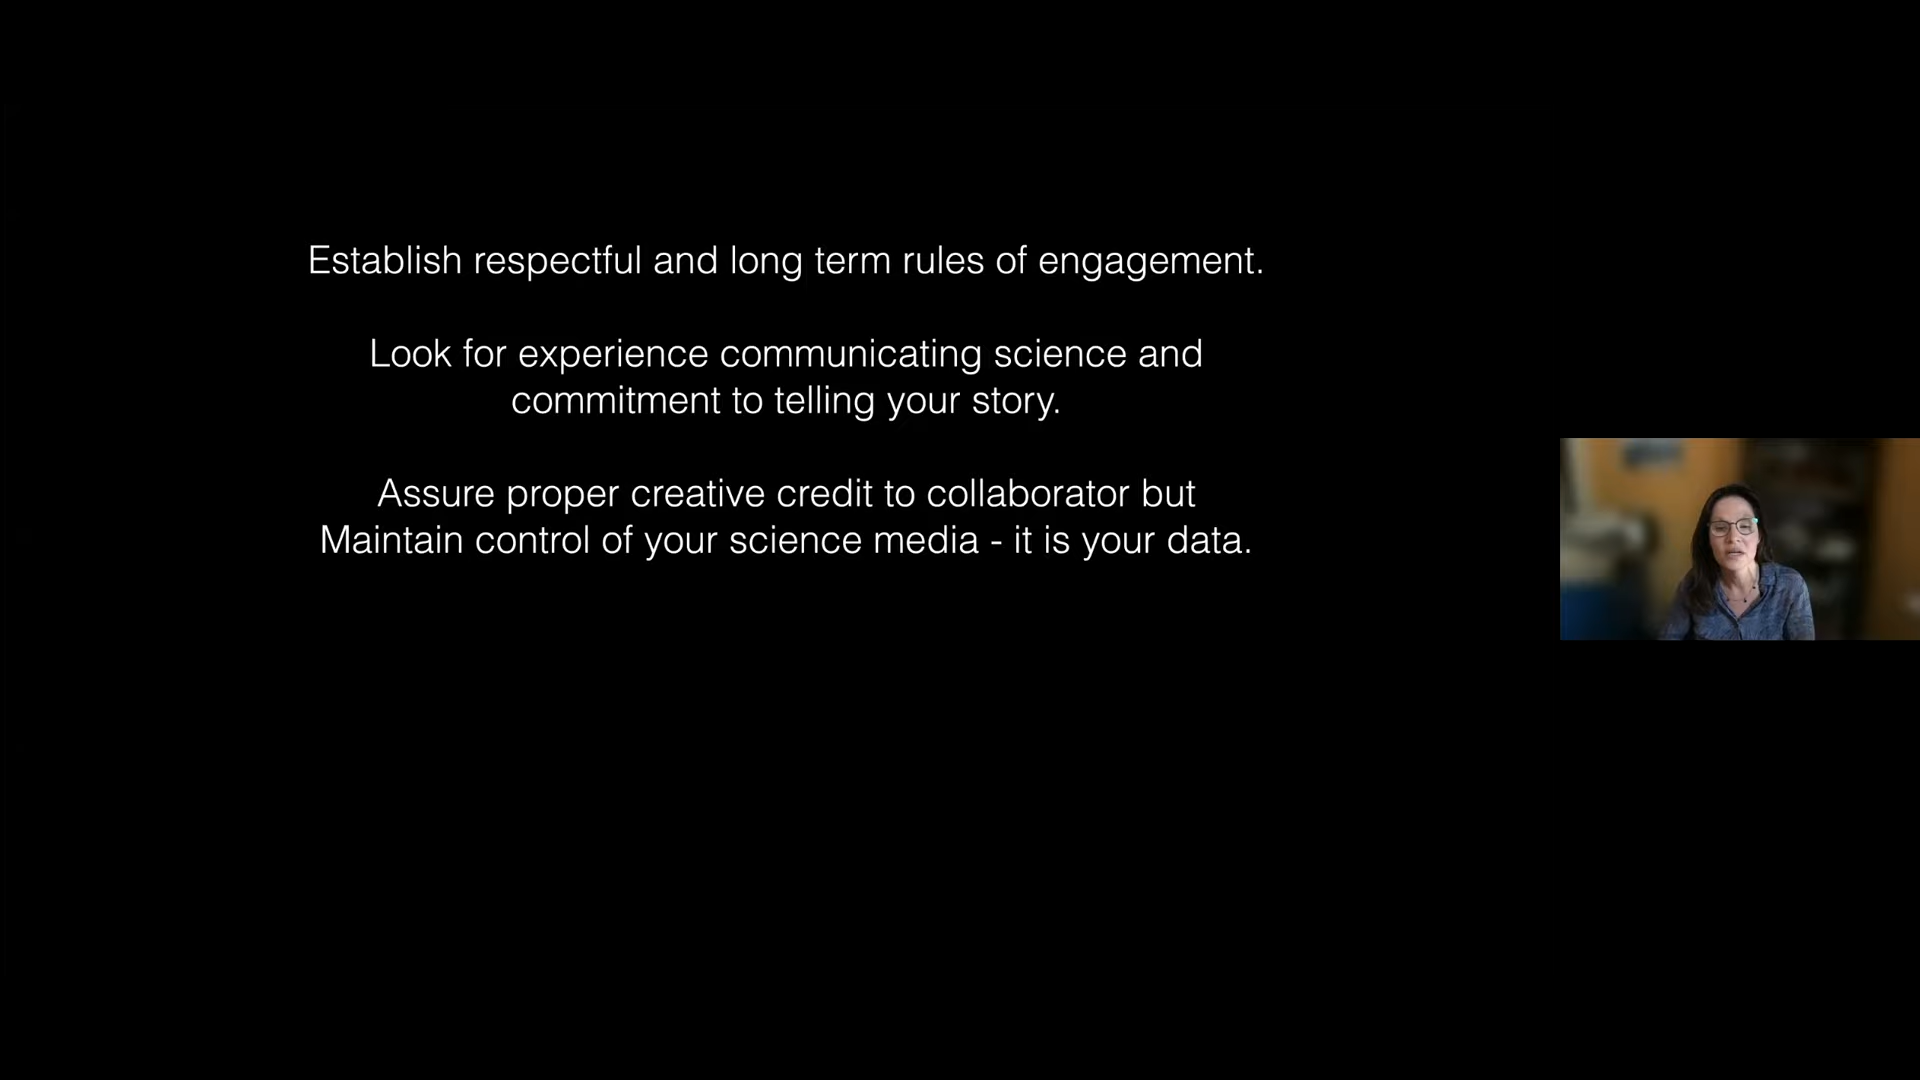 Establish respectful and long term rules of engagement.
Look for experience communicating science and
commitment to telling your story.
Assure proper creative credit to collaborator but
Maintain control of your science media - it is your data.